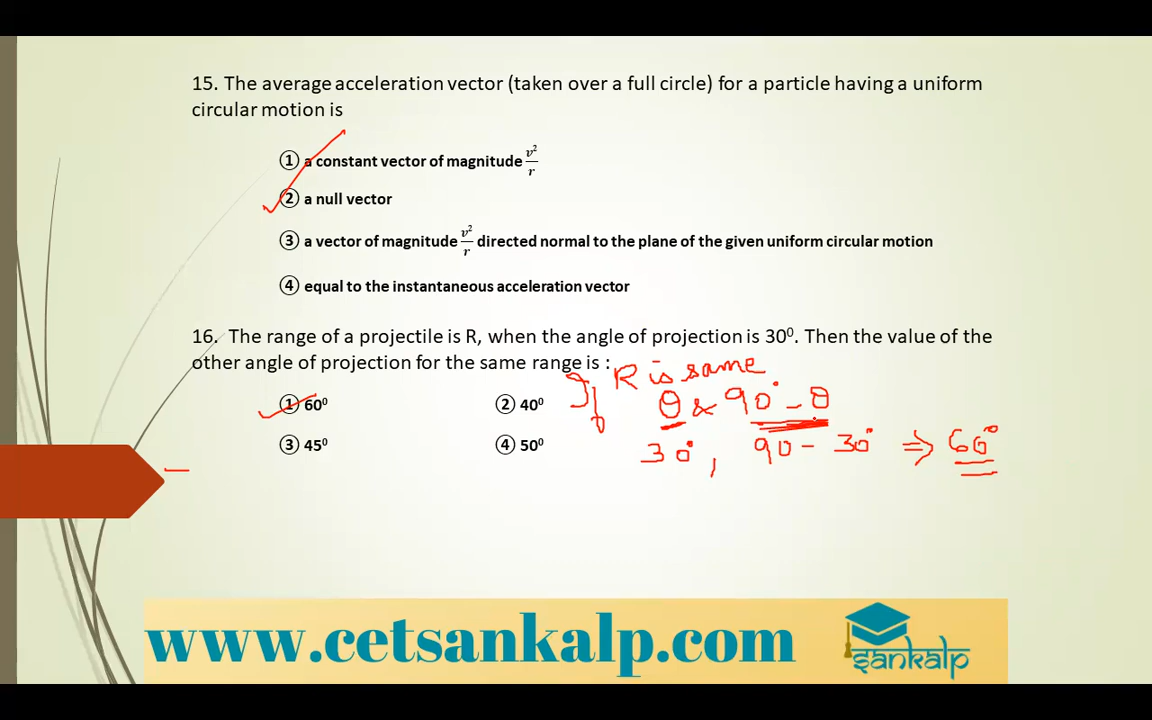 15. The average acceleration vector (taken over a full circle) for a particle having a uniform
circular motion is
① a constant vector of magnitude v²/r
② a null vector
③ a vector of magnitude v²/r directed normal to the plane of the given uniform circular motion
④ equal to the instantaneous acceleration vector
16. The range of a projectile is R, when the angle of projection is 30⁰. Then the value of the
other angle of projection for the same range is :
If R is same
① 60⁰ ② 40⁰
θ & 90° - θ
③ 45⁰ ④ 50⁰
30°, 90 - 30° ⇒ 60°
www.cetsankalp.com
sankalp